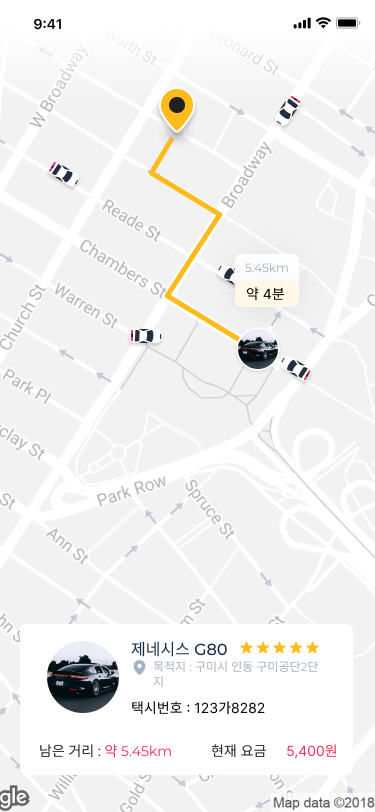 9:41
Worth St
Leonard St
W Broadway
Broadway
Reade St
Chambers St
5.45km
약 4분
Warren St
Church St
Park Pl
Park Row
Spruce St
Ann St
제네시스 G80
목적지 : 구미시 인동 구미공단2단
지
택시번호 : 123가8282
남은 거리 : 약 5.45km
현재 요금 5,400원
Gold St
Map data ©2018